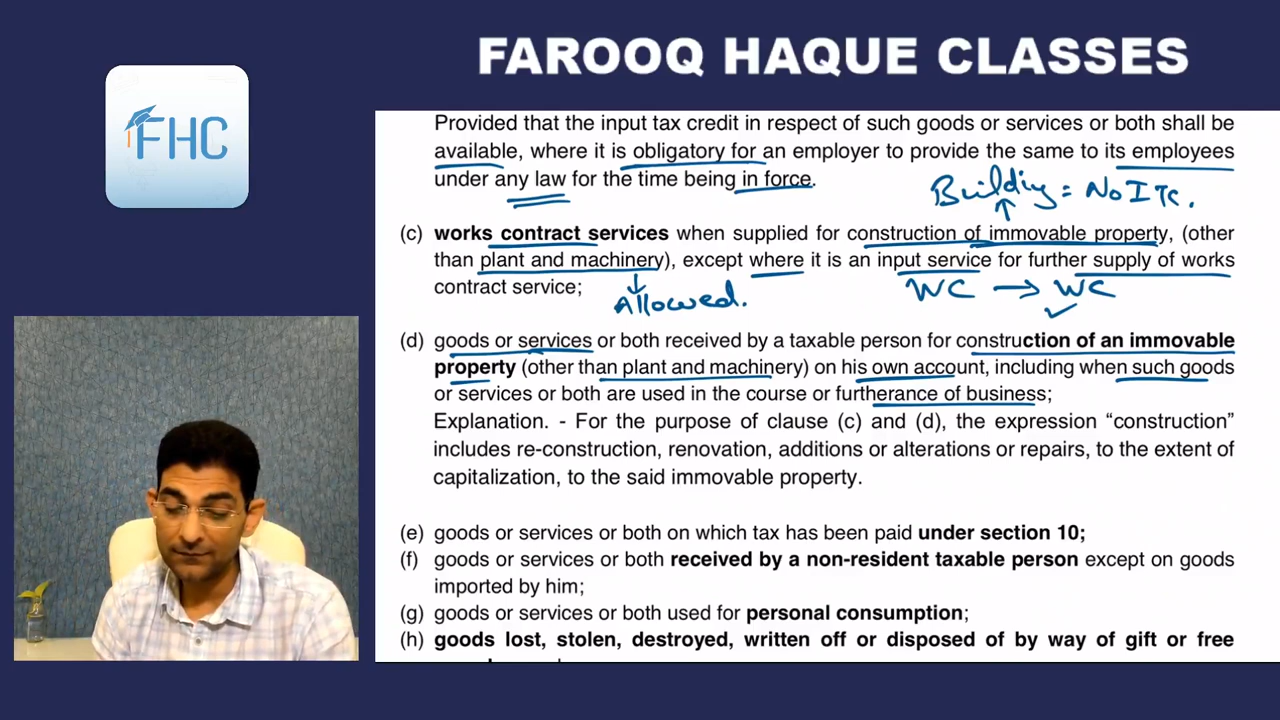 FAROOQ HAQUE CLASSES
FHC
Provided that the input tax credit in respect of such goods or services or both shall be
available, where it is obligatory for an employer to provide the same to its employees
under any law for the time being in force.
Building = No ITC.
(c) works contract services when supplied for construction of immovable property, (other
than plant and machinery), except where it is an input service for further supply of works
contract service;
Allowed.
WC → WC ✓
(d) goods or services or both received by a taxable person for construction of an immovable
property (other than plant and machinery) on his own account, including when such goods
or services or both are used in the course or furtherance of business;
Explanation. - For the purpose of clause (c) and (d), the expression “construction”
includes re-construction, renovation, additions or alterations or repairs, to the extent of
capitalization, to the said immovable property.
(e) goods or services or both on which tax has been paid under section 10;
(f) goods or services or both received by a non-resident taxable person except on goods
imported by him;
(g) goods or services or both used for personal consumption;
(h) goods lost, stolen, destroyed, written off or disposed of by way of gift or free